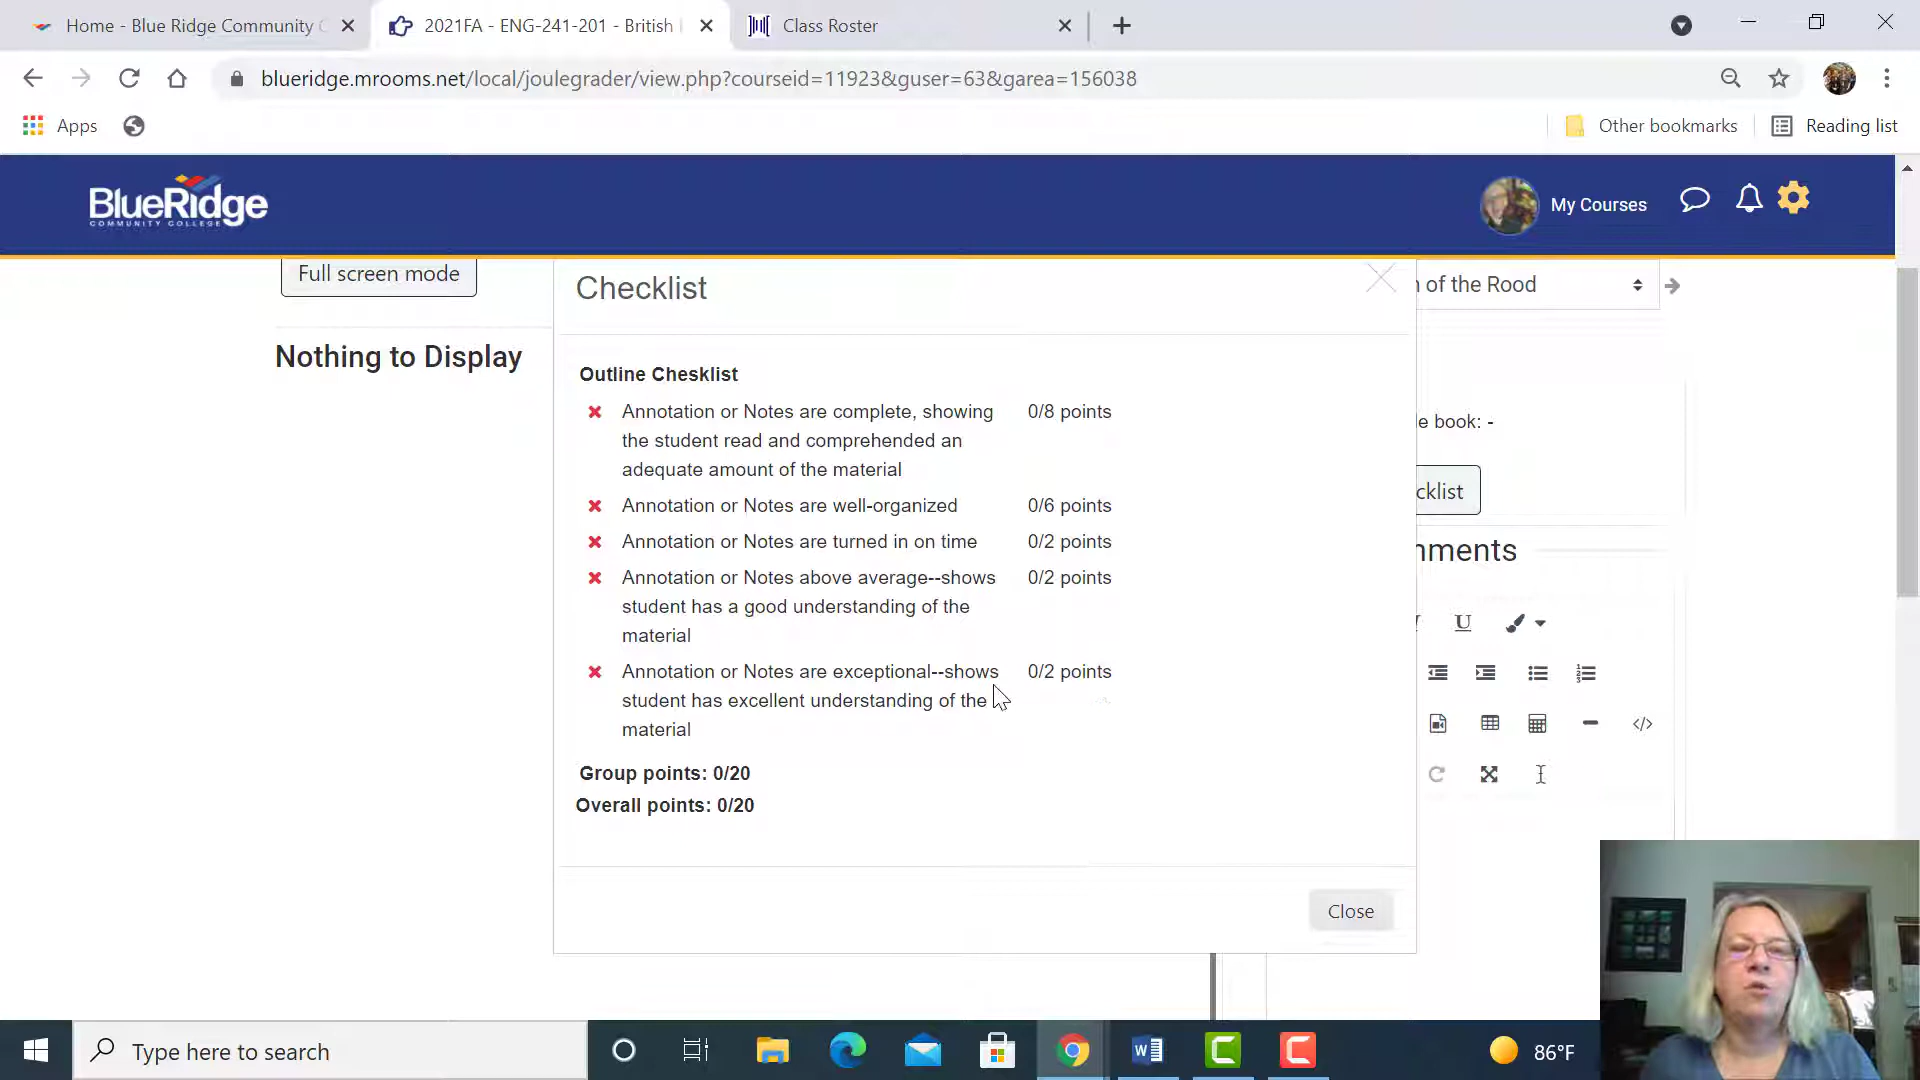 Home - Blue Ridge Community C
2021FA - ENG-241-201 - British
Class Roster
blueridge.mrooms.net/local/joulegrader/view.php?courseid=11923&guser=63&garea=156038
Apps
Other bookmarks
Reading list
BlueRidge
COMMUNITY COLLEGE
My Courses
Full screen mode
Checklist
of the Rood
Nothing to Display
Outline Chesklist
Annotation or Notes are complete, showing 0/8 points
the student read and comprehended an
adequate amount of the material
e book: -
Annotation or Notes are well-organized 0/6 points
cklist
Annotation or Notes are turned in on time 0/2 points
mments
Annotation or Notes above average--shows 0/2 points
student has a good understanding of the
material
Annotation or Notes are exceptional--shows 0/2 points
student has excellent understanding of the
material
Group points: 0/20
Overall points: 0/20
Close
Type here to search
86°F